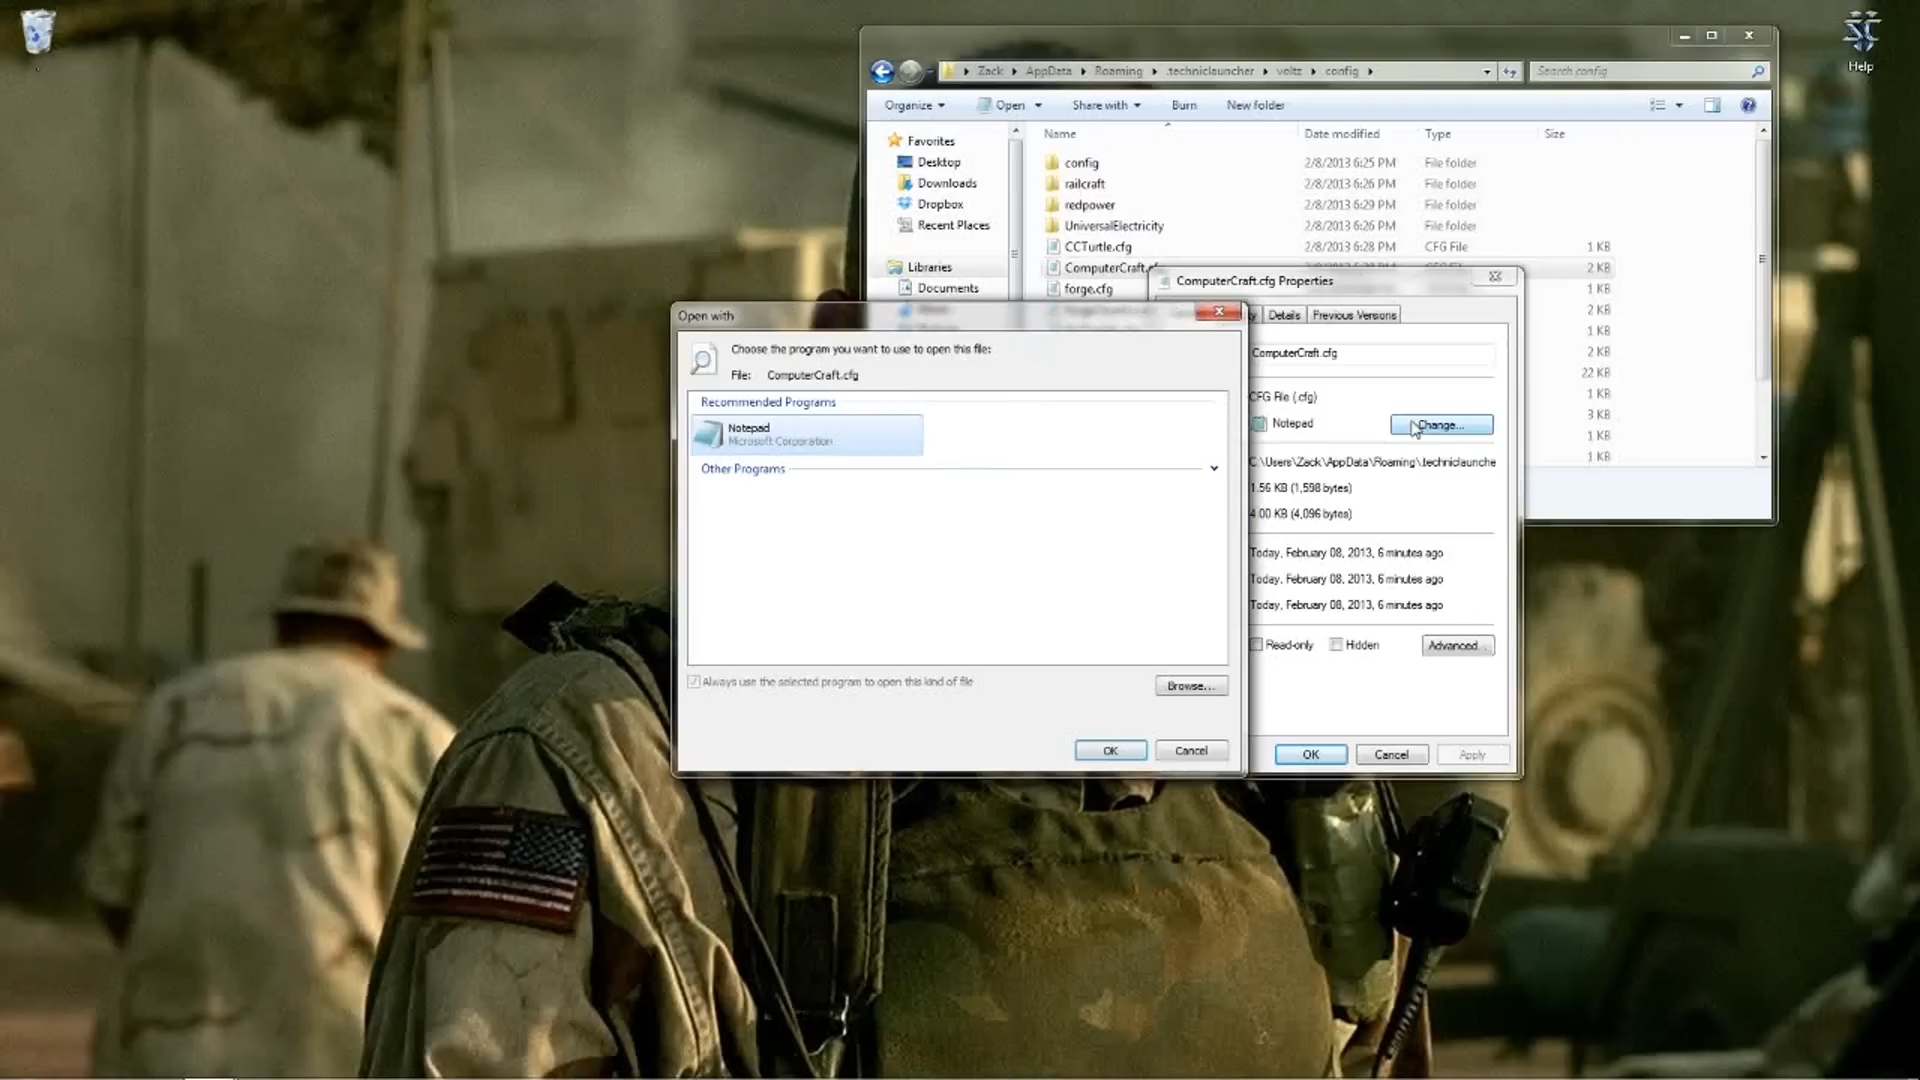 Help
Zack
AppData
Roaming
.techniclauncher
voltz
config
Search config
Organize
Open
Share with
Burn
New folder
Favorites
Desktop
Downloads
Dropbox
Recent Places
Libraries
Documents
Name
Date modified
Type
Size
config
2/8/2013 6:25 PM
File folder
railcraft
2/8/2013 6:26 PM
File folder
redpower
2/8/2013 6:29 PM
File folder
UniversalElectricity
2/8/2013 6:26 PM
File folder
CCTurtle.cfg
2/8/2013 6:28 PM
CFG File
1 KB
ComputerCraft.cf
2 KB
forge.cfg
1 KB
2 KB
1 KB
2 KB
22 KB
1 KB
3 KB
1 KB
1 KB
ComputerCraft.cfg Properties
Details
Previous Versions
ComputerCraft.cfg
CFG File (.cfg)
Notepad
Change...
C:\Users\Zack\AppData\Roaming\.techniclaunche
1.56 KB (1,598 bytes)
4.00 KB (4,096 bytes)
Today, February 08, 2013, 6 minutes ago
Today, February 08, 2013, 6 minutes ago
Today, February 08, 2013, 6 minutes ago
Read-only
Hidden
Advanced...
OK
Cancel
Apply
Open with
Choose the program you want to use to open this file:
File: ComputerCraft.cfg
Recommended Programs
Notepad
Microsoft Corporation
Other Programs
Always use the selected program to open this kind of file
Browse...
OK
Cancel